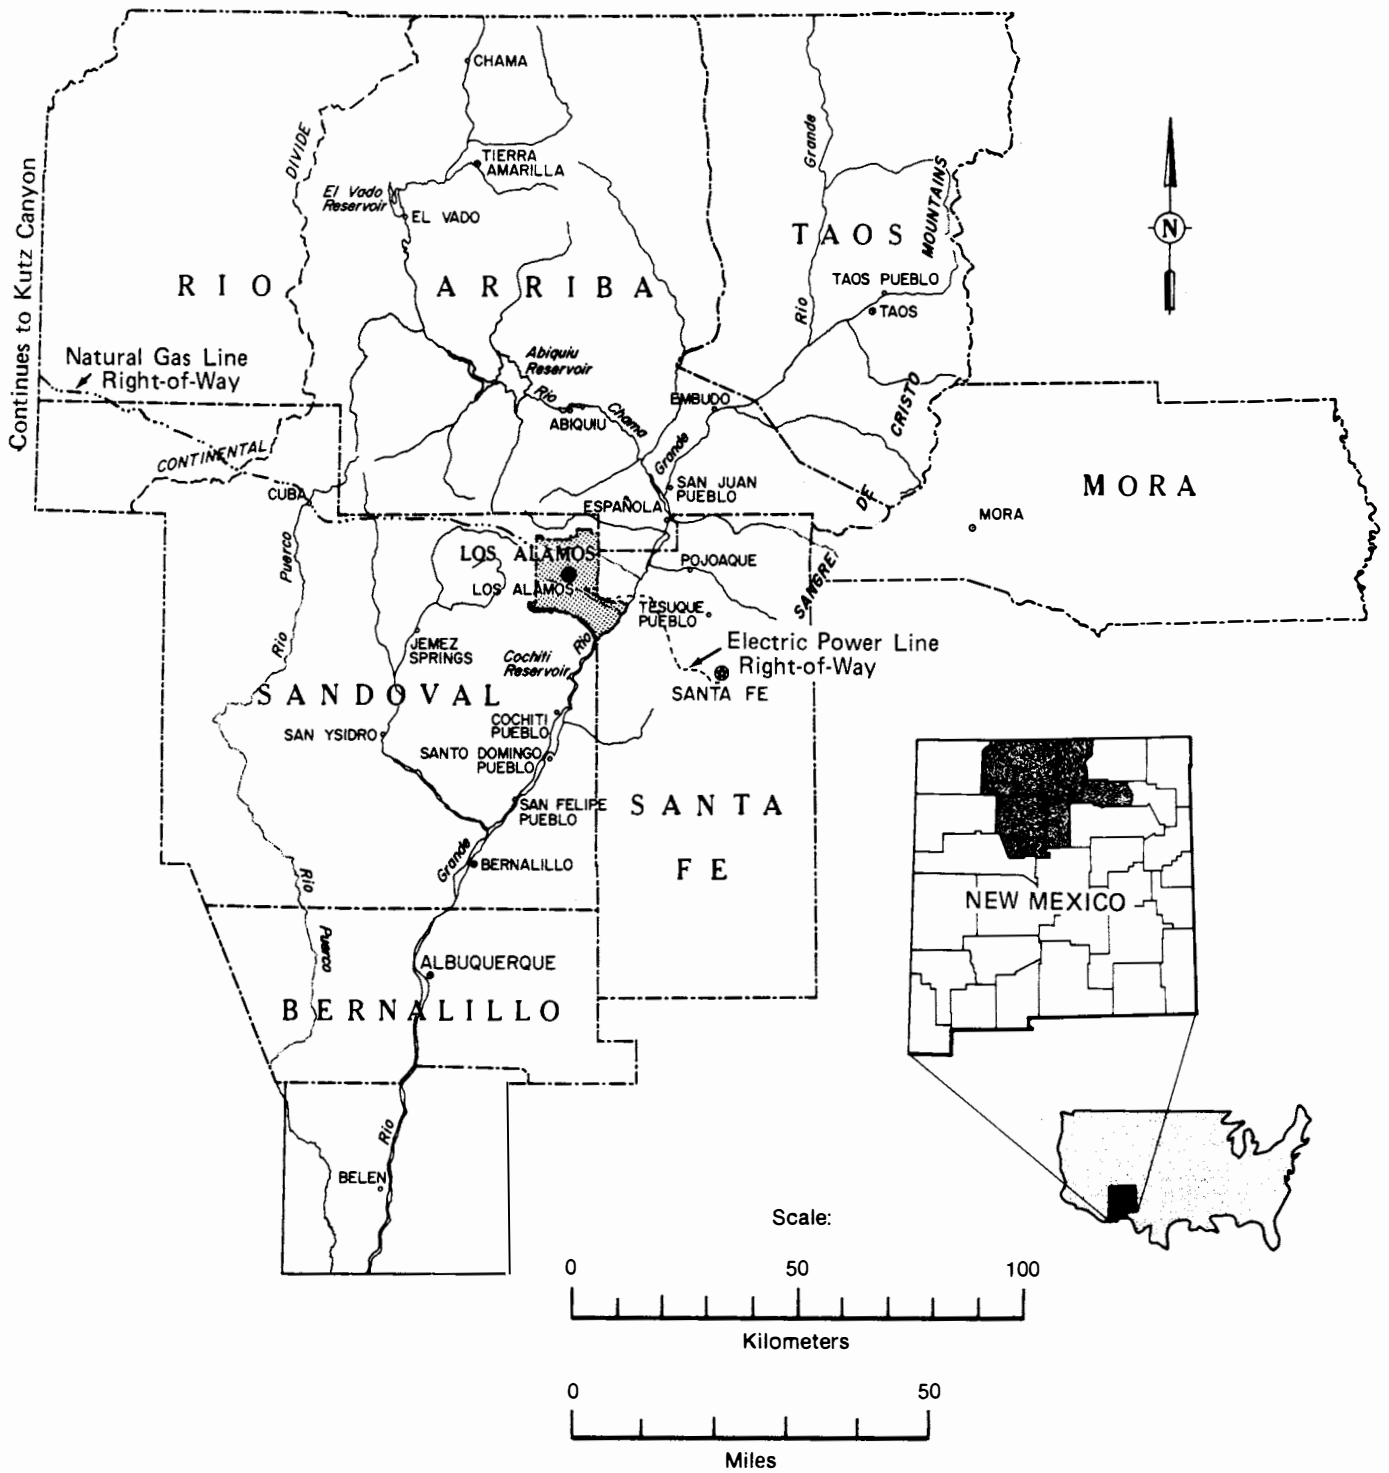 CHAMA
Continues to Kutz Canyon
DIVIDE
Grande
TIERRA
AMARILLA
El Vado
Reservoir
EL VADO
MOUNTAINS
TAOS
N
RIO
ARRIBA
TAOS PUEBLO
Rio
TAOS
Natural Gas Line
Right-of-Way
Abiquiu
Reservoir
Rio
Chama
ABIQUIU
EMBUDO
CRISTO
Grande
CONTINENTAL
CUBA
SAN JUAN
PUEBLO
DE
MORA
MORA
ESPAÑOLA
Puerco
LOS ALAMOS
LOS ALAMOS
POJOAQUE
SANGRE
TESUQUE
PUEBLO
Rio
JEMEZ
SPRINGS
Rio
Cochiti
Reservoir
Electric Power Line
Right-of-Way
SANTA FE
SANDOVAL
COCHITI
PUEBLO
SAN YSIDRO
SANTO DOMINGO
PUEBLO
SAN FELIPE
PUEBLO
SANTA
FE
Grande
BERNALILLO
Rio
Puerco
NEW MEXICO
ALBUQUERQUE
BERNALILLO
Rio
BELEN
Scale:
0 50 100
Kilometers
0 50
Miles